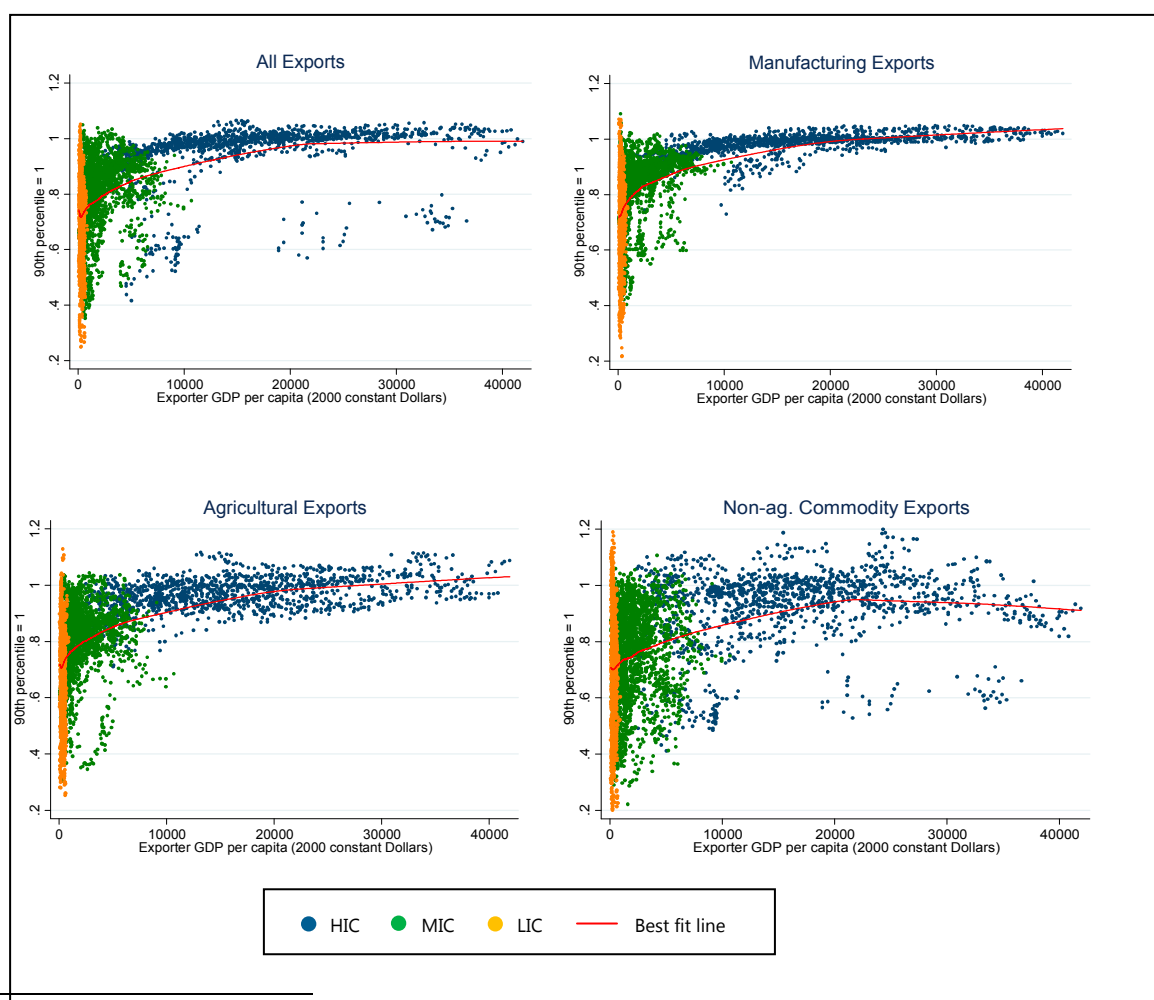 All Exports
1.2
1
.8
.6
.4
.2
90th percentile = 1
0 10000 20000 30000 40000
Exporter GDP per capita (2000 constant Dollars)
Manufacturing Exports
1.2
1
.8
.6
.4
.2
90th percentile = 1
0 10000 20000 30000 40000
Exporter GDP per capita (2000 constant Dollars)
Agricultural Exports
1.2
1
.8
.6
.4
.2
90th percentile = 1
0 10000 20000 30000 40000
Exporter GDP per capita (2000 constant Dollars)
Non-ag. Commodity Exports
1.2
1
.8
.6
.4
.2
90th percentile = 1
0 10000 20000 30000 40000
Exporter GDP per capita (2000 constant Dollars)
HIC MIC LIC Best fit line